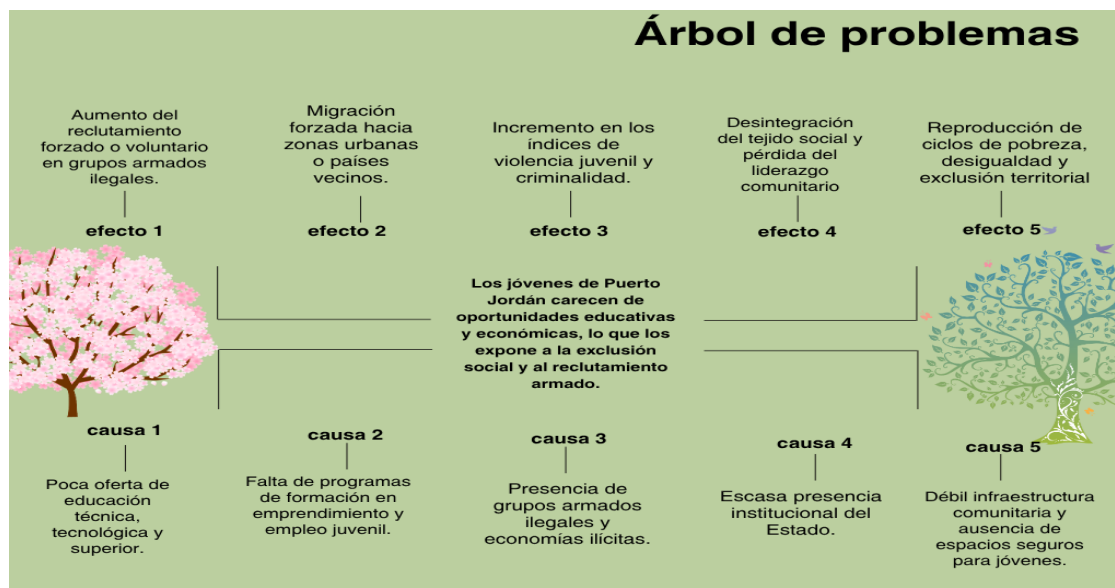 Árbol de problemas
Aumento del
reclutamiento
forzado o voluntario
en grupos armados
ilegales.
efecto 1
Migración
forzada hacia
zonas urbanas
o países
vecinos.
efecto 2
Incremento en los
índices de
violencia juvenil y
criminalidad.
efecto 3
Desintegración
del tejido social y
pérdida del
liderazgo
comunitario
efecto 4
Reproducción de
ciclos de pobreza,
desigualdad y
exclusión territorial
efecto 5
Los jóvenes de Puerto
Jordán carecen de
oportunidades educativas
y económicas, lo que los
expone a la exclusión
social y al reclutamiento
armado.
causa 1
Poca oferta de
educación
técnica,
tecnológica y
superior.
causa 2
Falta de programas
de formación en
emprendimiento y
empleo juvenil.
causa 3
Presencia de
grupos armados
ilegales y
economías ilícitas.
causa 4
Escasa presencia
institucional del
Estado.
causa 5
Débil infraestructura
comunitaria y
ausencia de
espacios seguros
para jóvenes.